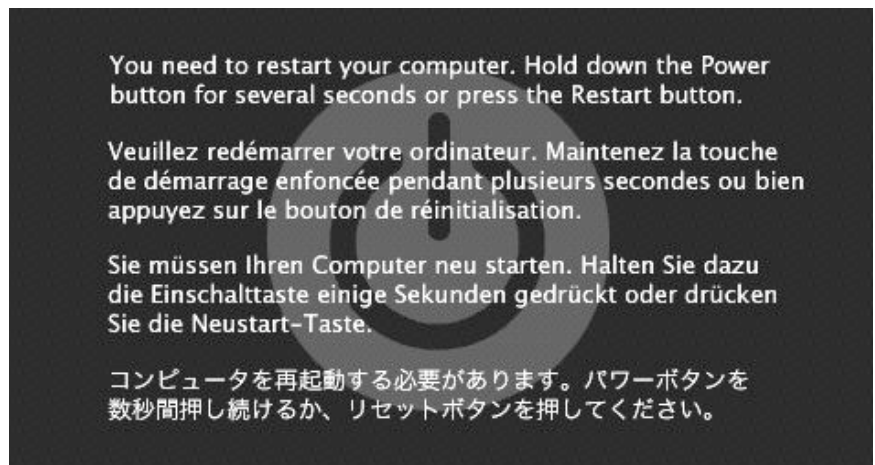 You need to restart your computer. Hold down the Power
button for several seconds or press the Restart button.
Veuillez redémarrer votre ordinateur. Maintenez la touche
de démarrage enfoncée pendant plusieurs secondes ou bien
appuyez sur le bouton de réinitialisation.
Sie müssen Ihren Computer neu starten. Halten Sie dazu
die Einschalttaste einige Sekunden gedrückt oder drücken
Sie die Neustart-Taste.
コンピュータを再起動する必要があります。パワーボタンを
数秒間押し続けるか、リセットボタンを押してください。